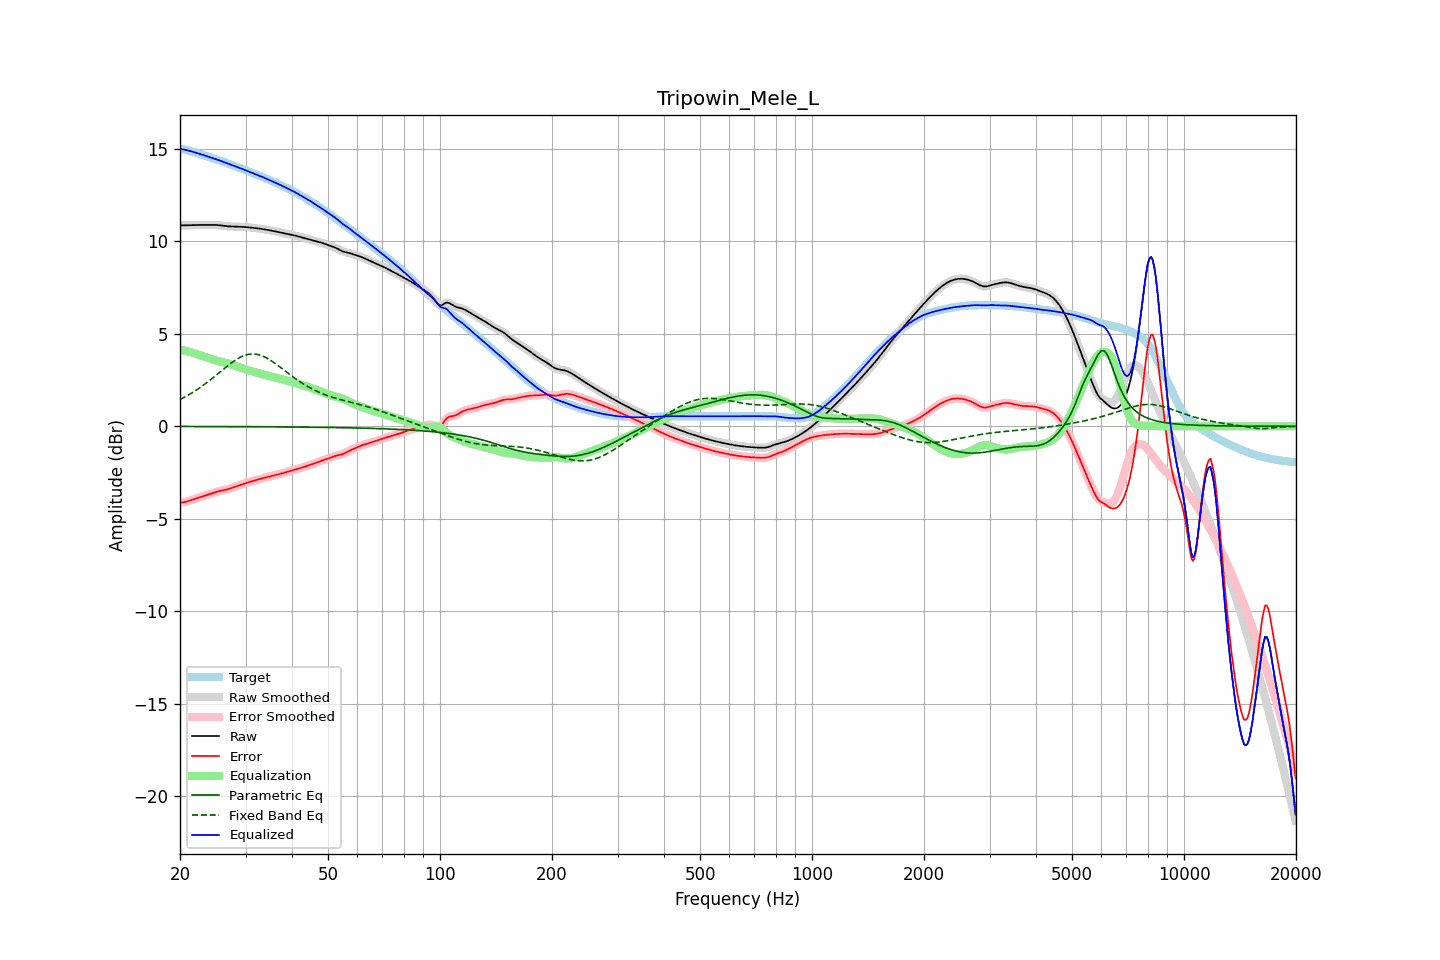 Tripowin_Mele_L
Amplitude (dBr)
15
10
5
0
−5
−10
−15
−20
Target
Raw Smoothed
Error Smoothed
Raw
Error
Equalization
Parametric Eq
Fixed Band Eq
Equalized
20 50 100 200 500 1000 2000 5000 10000 20000
Frequency (Hz)